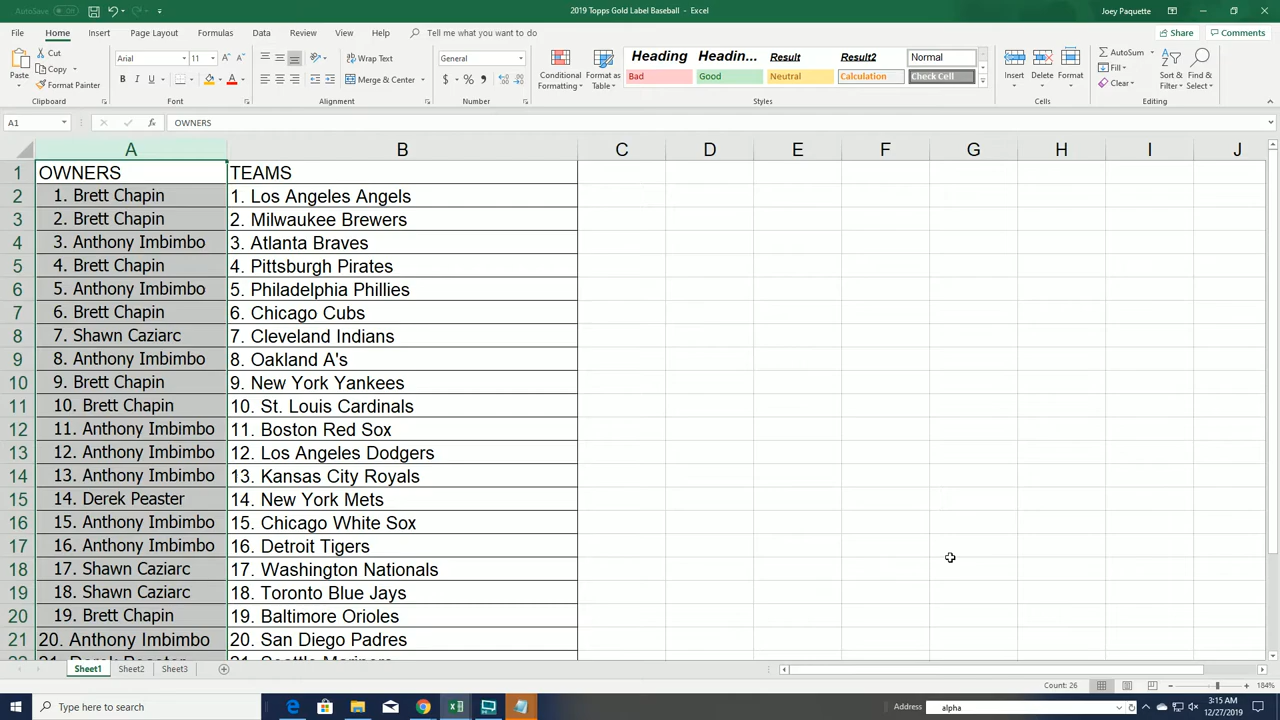 AutoSave Off 2019 Topps Gold Label Baseball - Excel Joey Paquette
File Home Insert Page Layout Formulas Data Review View Help Tell me what you want to do Share Comments
Paste Cut Copy Format Painter Clipboard
Arial 11 Font
Wrap Text Merge & Center Alignment
General Number
Conditional Formatting Format as Table
Heading Headin... Result Result2 Normal
Bad Good Neutral Calculation Check Cell
Styles
Insert Delete Format Cells
AutoSum Fill Clear Sort & Filter Find & Select Editing
A1 fx OWNERS
A B C D E F G H I J
1 OWNERS TEAMS
2 1. Brett Chapin 1. Los Angeles Angels
3 2. Brett Chapin 2. Milwaukee Brewers
4 3. Anthony Imbimbo 3. Atlanta Braves
5 4. Brett Chapin 4. Pittsburgh Pirates
6 5. Anthony Imbimbo 5. Philadelphia Phillies
7 6. Brett Chapin 6. Chicago Cubs
8 7. Shawn Caziarc 7. Cleveland Indians
9 8. Anthony Imbimbo 8. Oakland A's
10 9. Brett Chapin 9. New York Yankees
11 10. Brett Chapin 10. St. Louis Cardinals
12 11. Anthony Imbimbo 11. Boston Red Sox
13 12. Anthony Imbimbo 12. Los Angeles Dodgers
14 13. Anthony Imbimbo 13. Kansas City Royals
15 14. Derek Peaster 14. New York Mets
16 15. Anthony Imbimbo 15. Chicago White Sox
17 16. Anthony Imbimbo 16. Detroit Tigers
18 17. Shawn Caziarc 17. Washington Nationals
19 18. Shawn Caziarc 18. Toronto Blue Jays
20 19. Brett Chapin 19. Baltimore Orioles
21 20. Anthony Imbimbo 20. San Diego Padres
22 21. Derek Peaster 21. Seattle Mariners
Sheet1 Sheet2 Sheet3
Count: 26 184%
Type here to search Address alpha 3:15 AM
12/27/2019